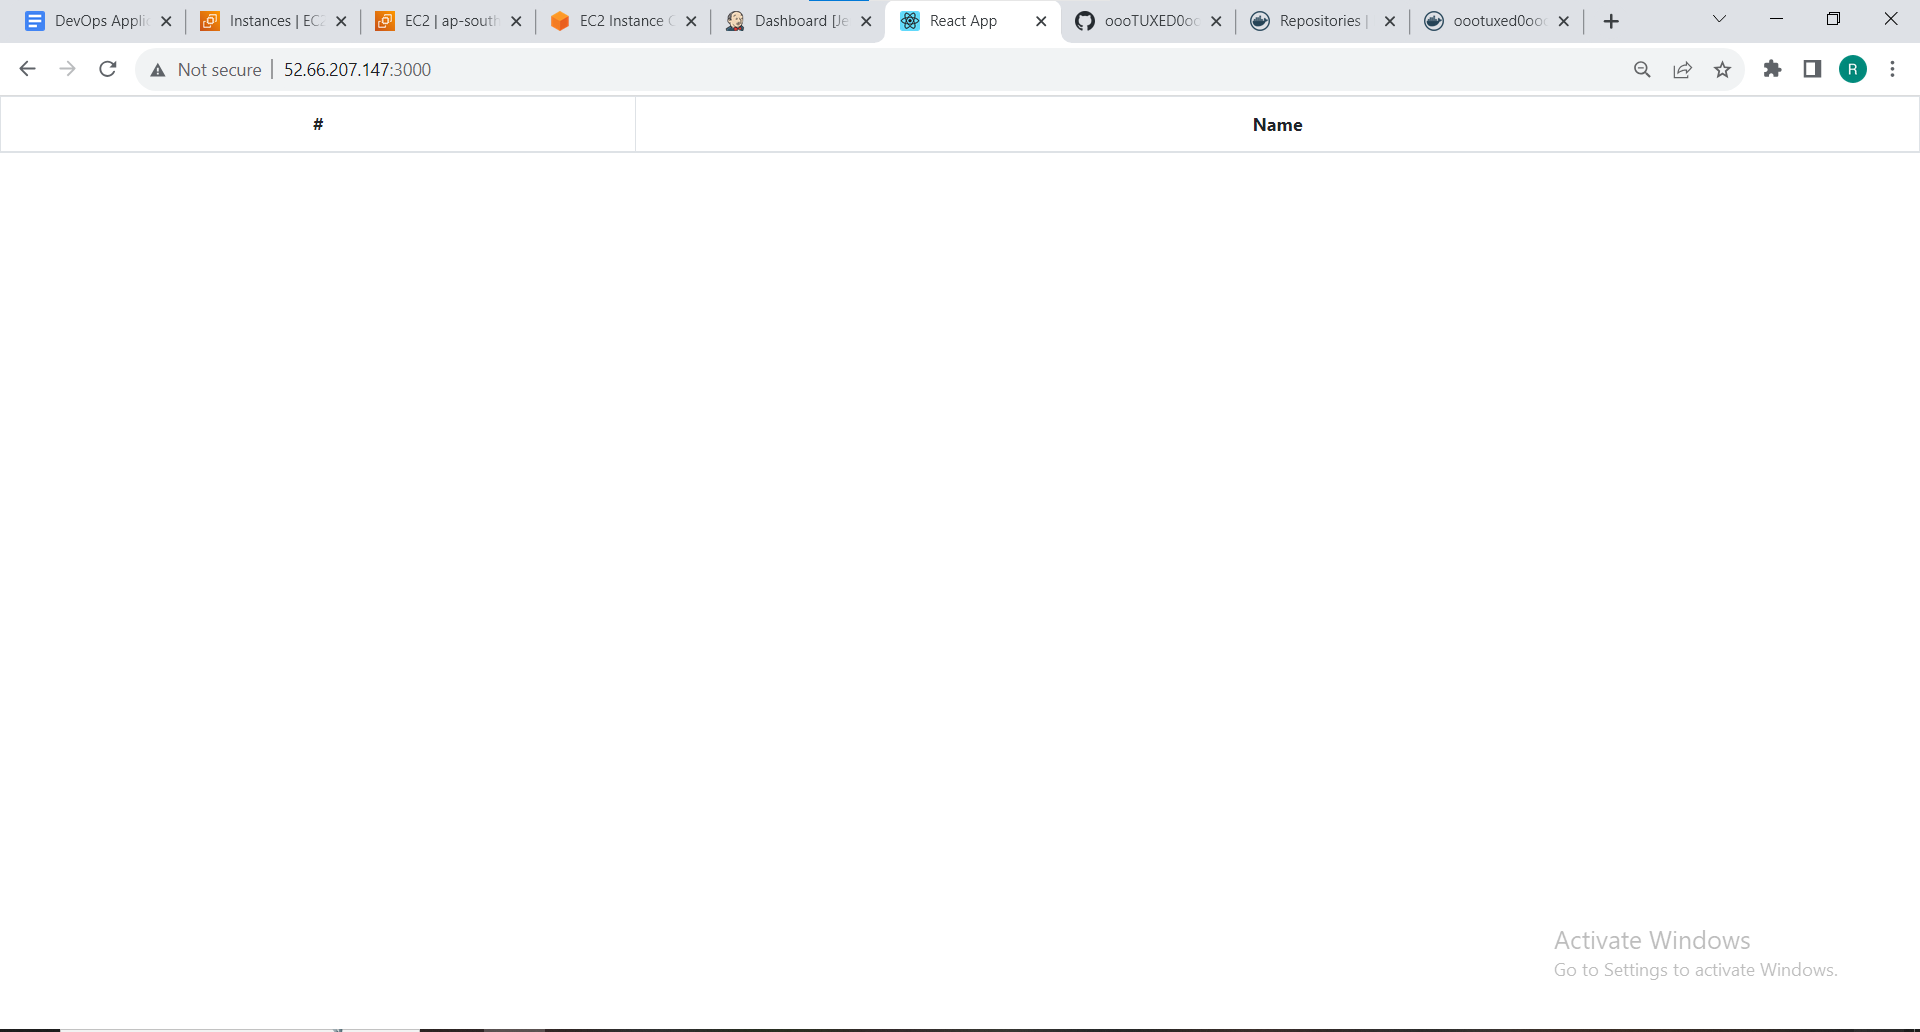 DevOps Applic
Instances | EC2
EC2 | ap-south
EC2 Instance C
Dashboard [Je
React App
oooTUXED0oo
Repositories |
oootuxed0ooo
Not secure
52.66.207.147:3000
R
#
Name
Activate Windows
Go to Settings to activate Windows.